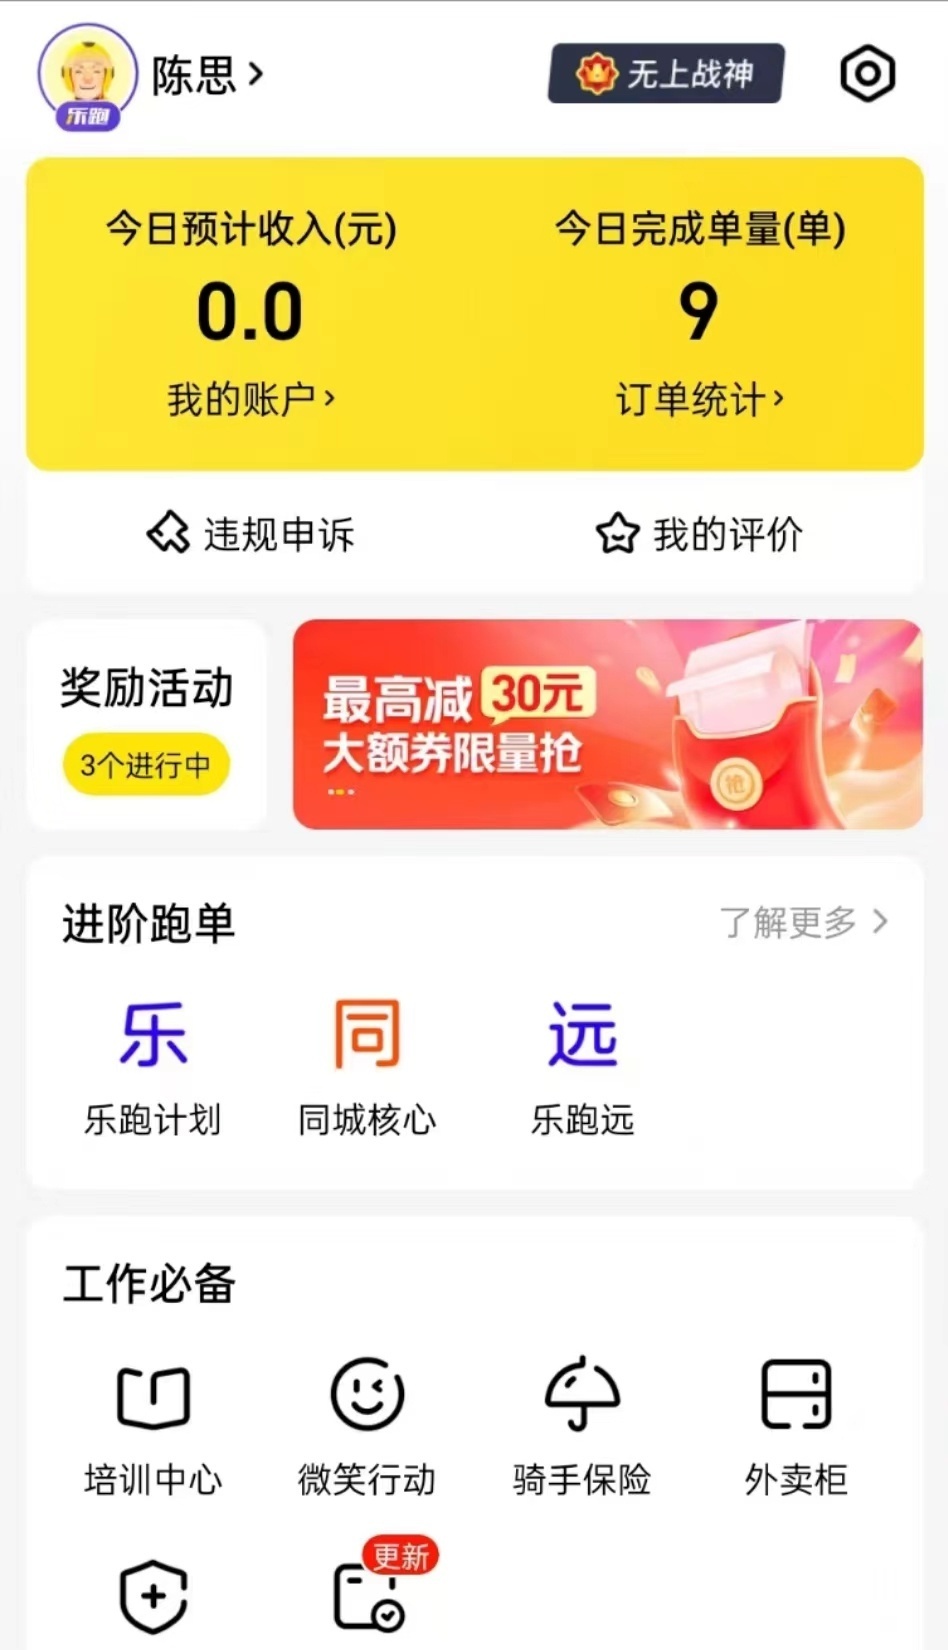 陈思
无上战神
乐跑
今日预计收入(元)
今日完成单量(单)
0.0
9
我的账户
订单统计
违规申诉
我的评价
奖励活动
3个进行中
最高减30元
大额券限量抢
抢
进阶跑单
了解更多
乐
同
远
乐跑计划
同城核心
乐跑远
工作必备
培训中心
微笑行动
骑手保险
外卖柜
更新